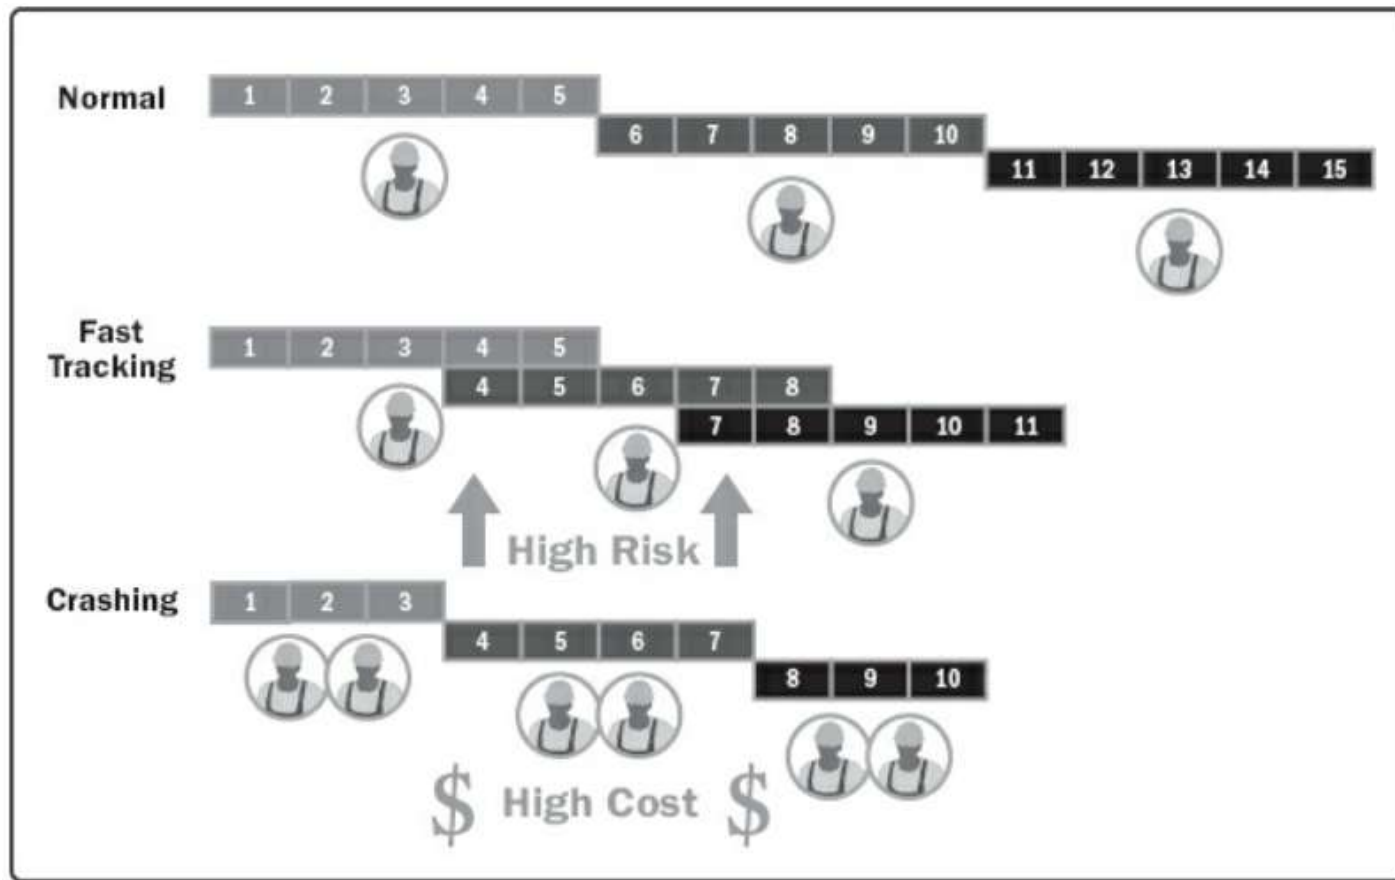 Normal
1 2 3 4 5
6 7 8 9 10
11 12 13 14 15
Fast
Tracking
1 2 3 4 5
4 5 6 7 8
7 8 9 10 11
High Risk
Crashing
1 2 3
4 5 6 7
8 9 10
$ High Cost $